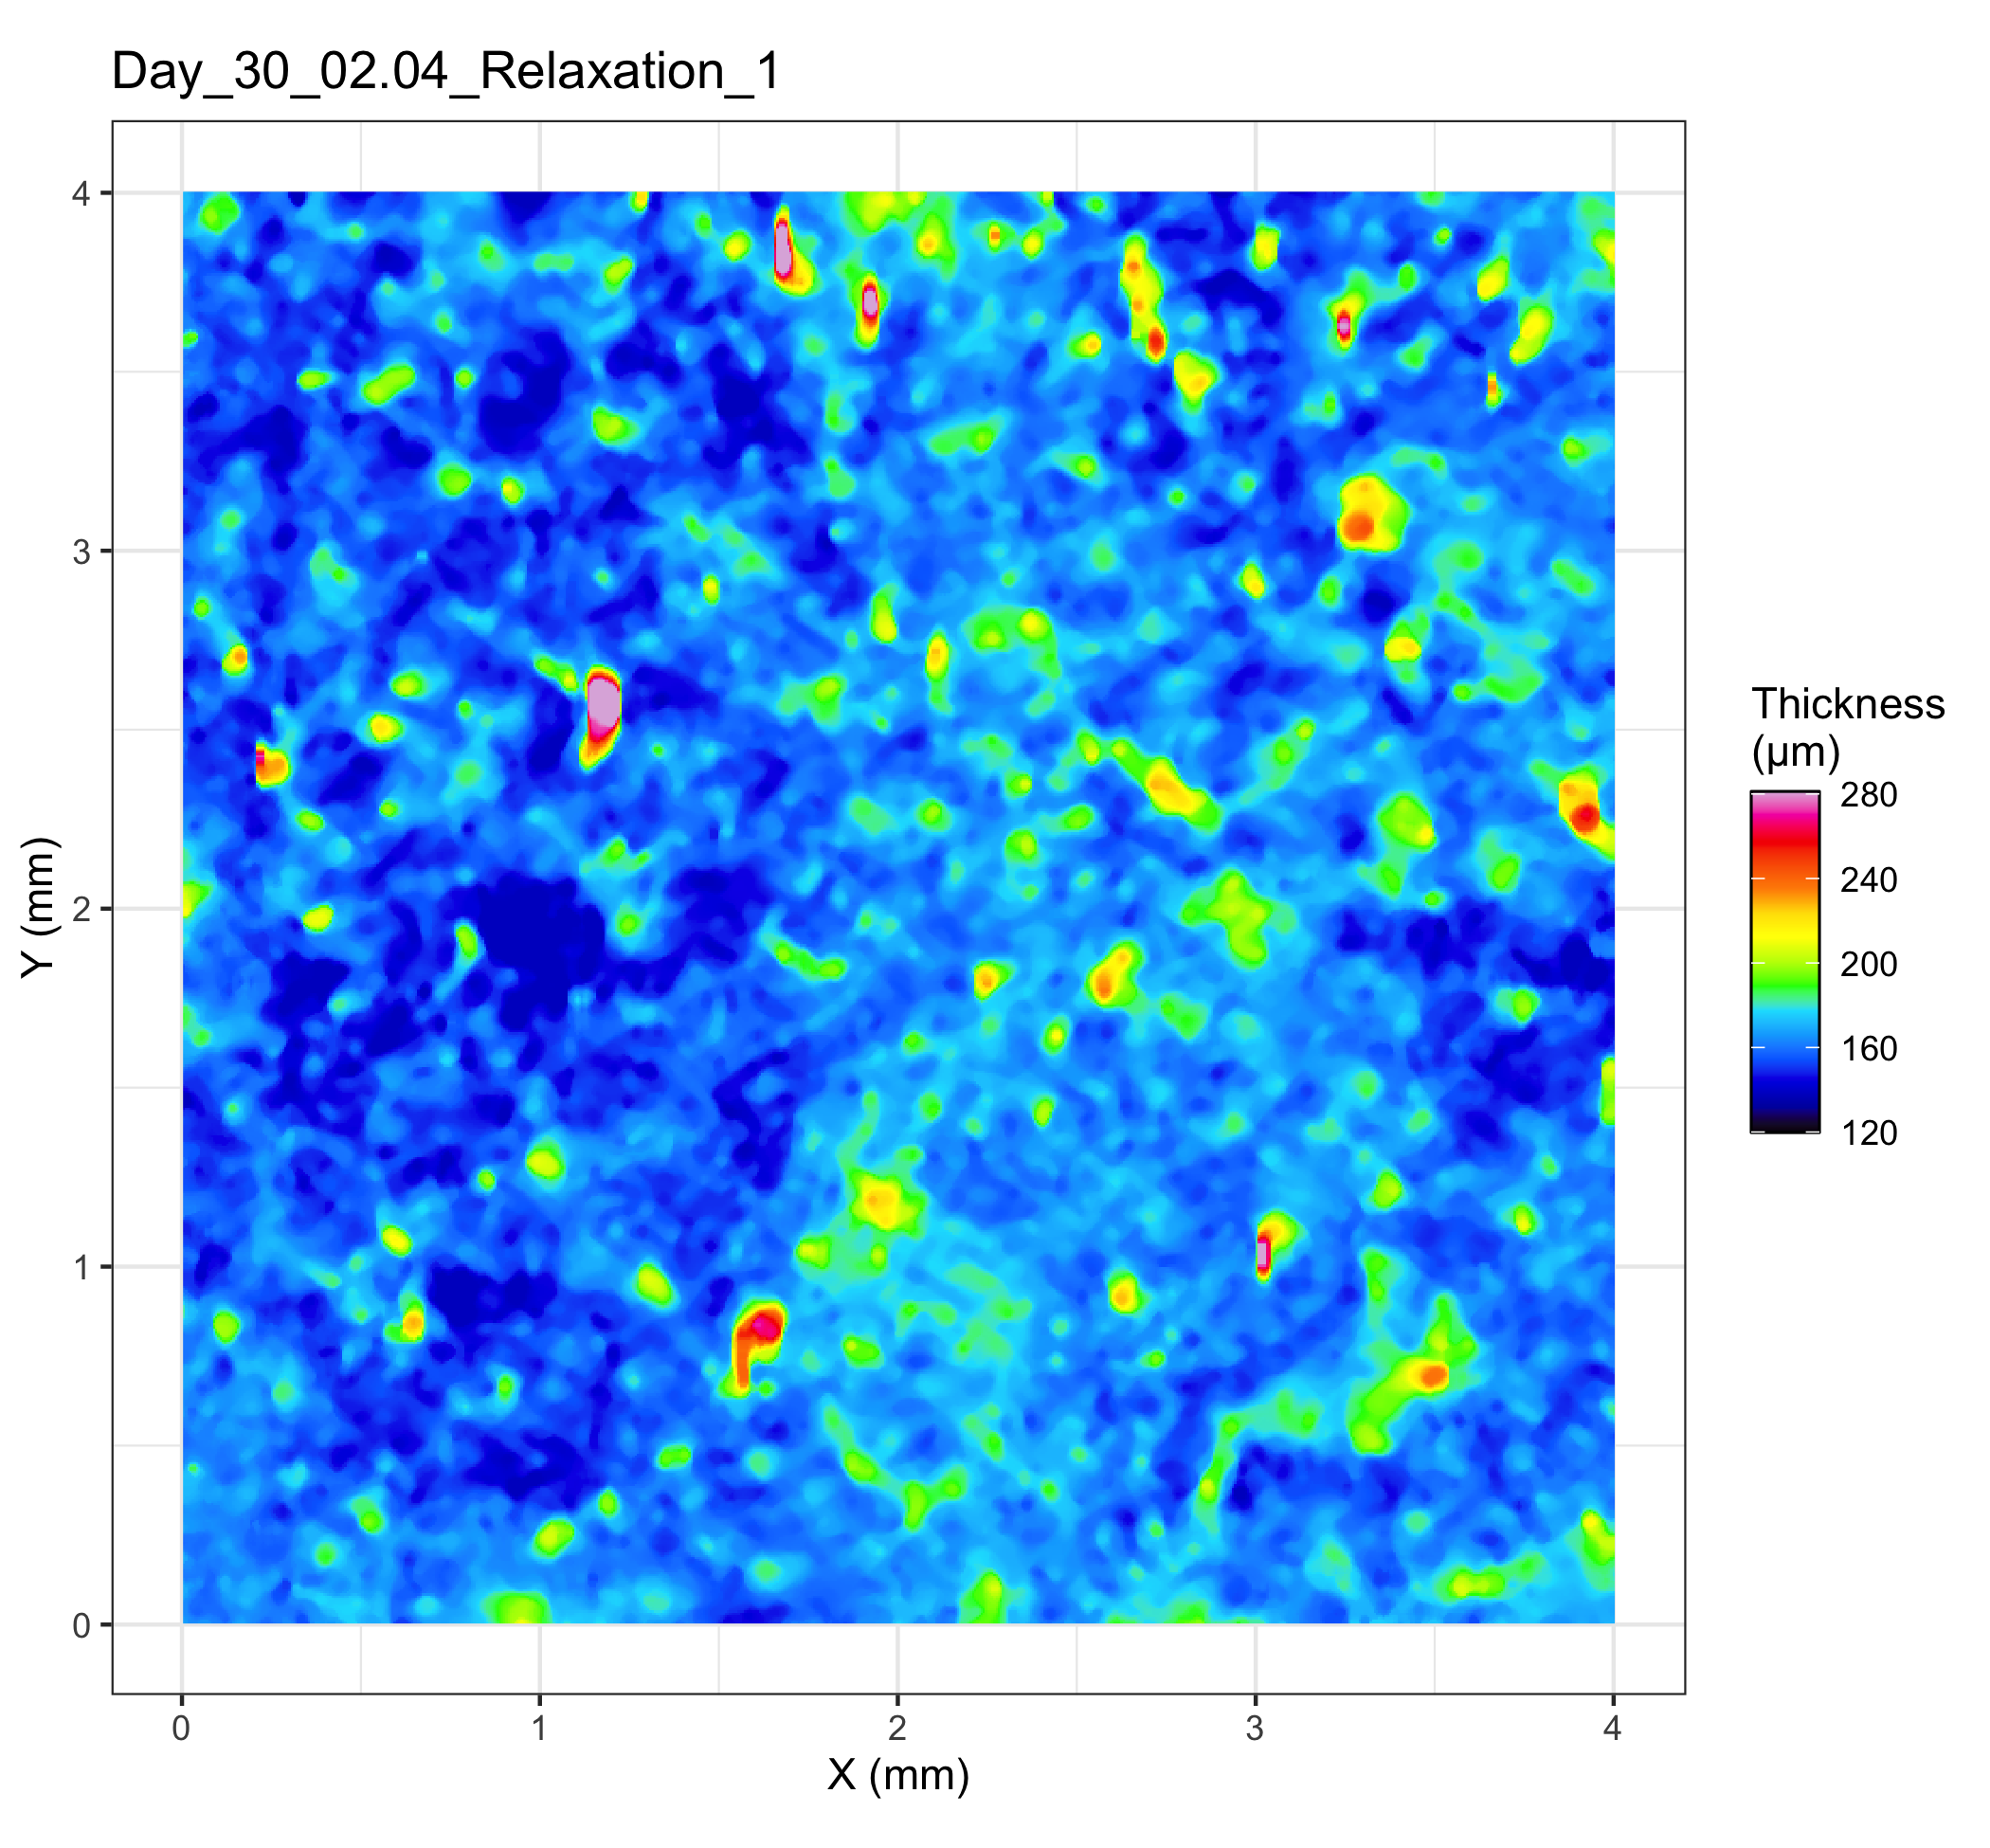 Day_30_02.04_Relaxation_1
4
3
2
1
0
Y (mm)
0 1 2 3 4
X (mm)
Thickness
(μm)
280
240
200
160
120